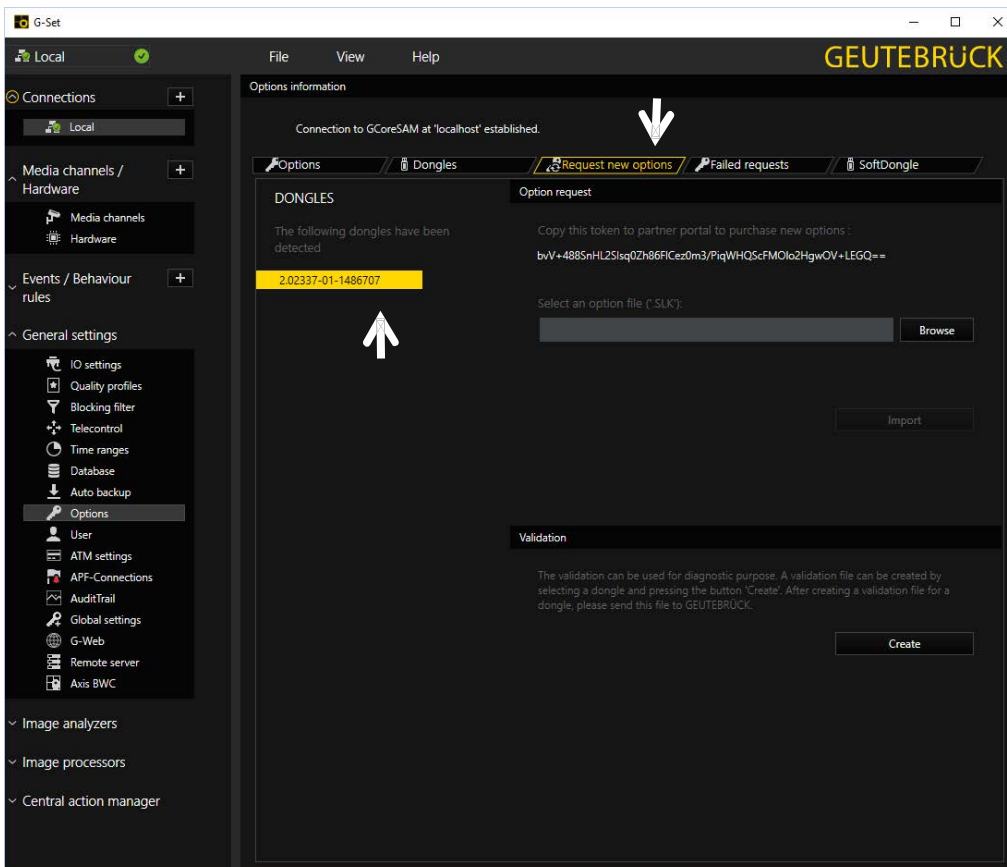 G-Set
Local
File View Help
GEUTEBRÜCK
Connections +
Local
Media channels / +
Hardware
Media channels
Hardware
Events / Behaviour +
rules
General settings
IO settings
Quality profiles
Blocking filter
Telecontrol
Time ranges
Database
Auto backup
Options
User
ATM settings
APF-Connections
AuditTrail
Global settings
G-Web
Remote server
Axis BWC
Image analyzers
Image processors
Central action manager
Options information
Connection to GCoreSAM at 'localhost' established.
Options Dongles Request new options Failed requests SoftDongle
DONGLES
The following dongles have been
detected
2.02337-01-1486707
Option request
Copy this token to partner portal to purchase new options :
bvV+488SnHL2SIsq0Zh86FlCez0m3/PiqWHQScFMOIo2HgwOV+LEGQ==
Select an option file ('.SLK'):
Browse
Import
Validation
The validation can be used for diagnostic purpose. A validation file can be created by
selecting a dongle and pressing the button 'Create'. After creating a validation file for a
dongle, please send this file to GEUTEBRÜCK.
Create